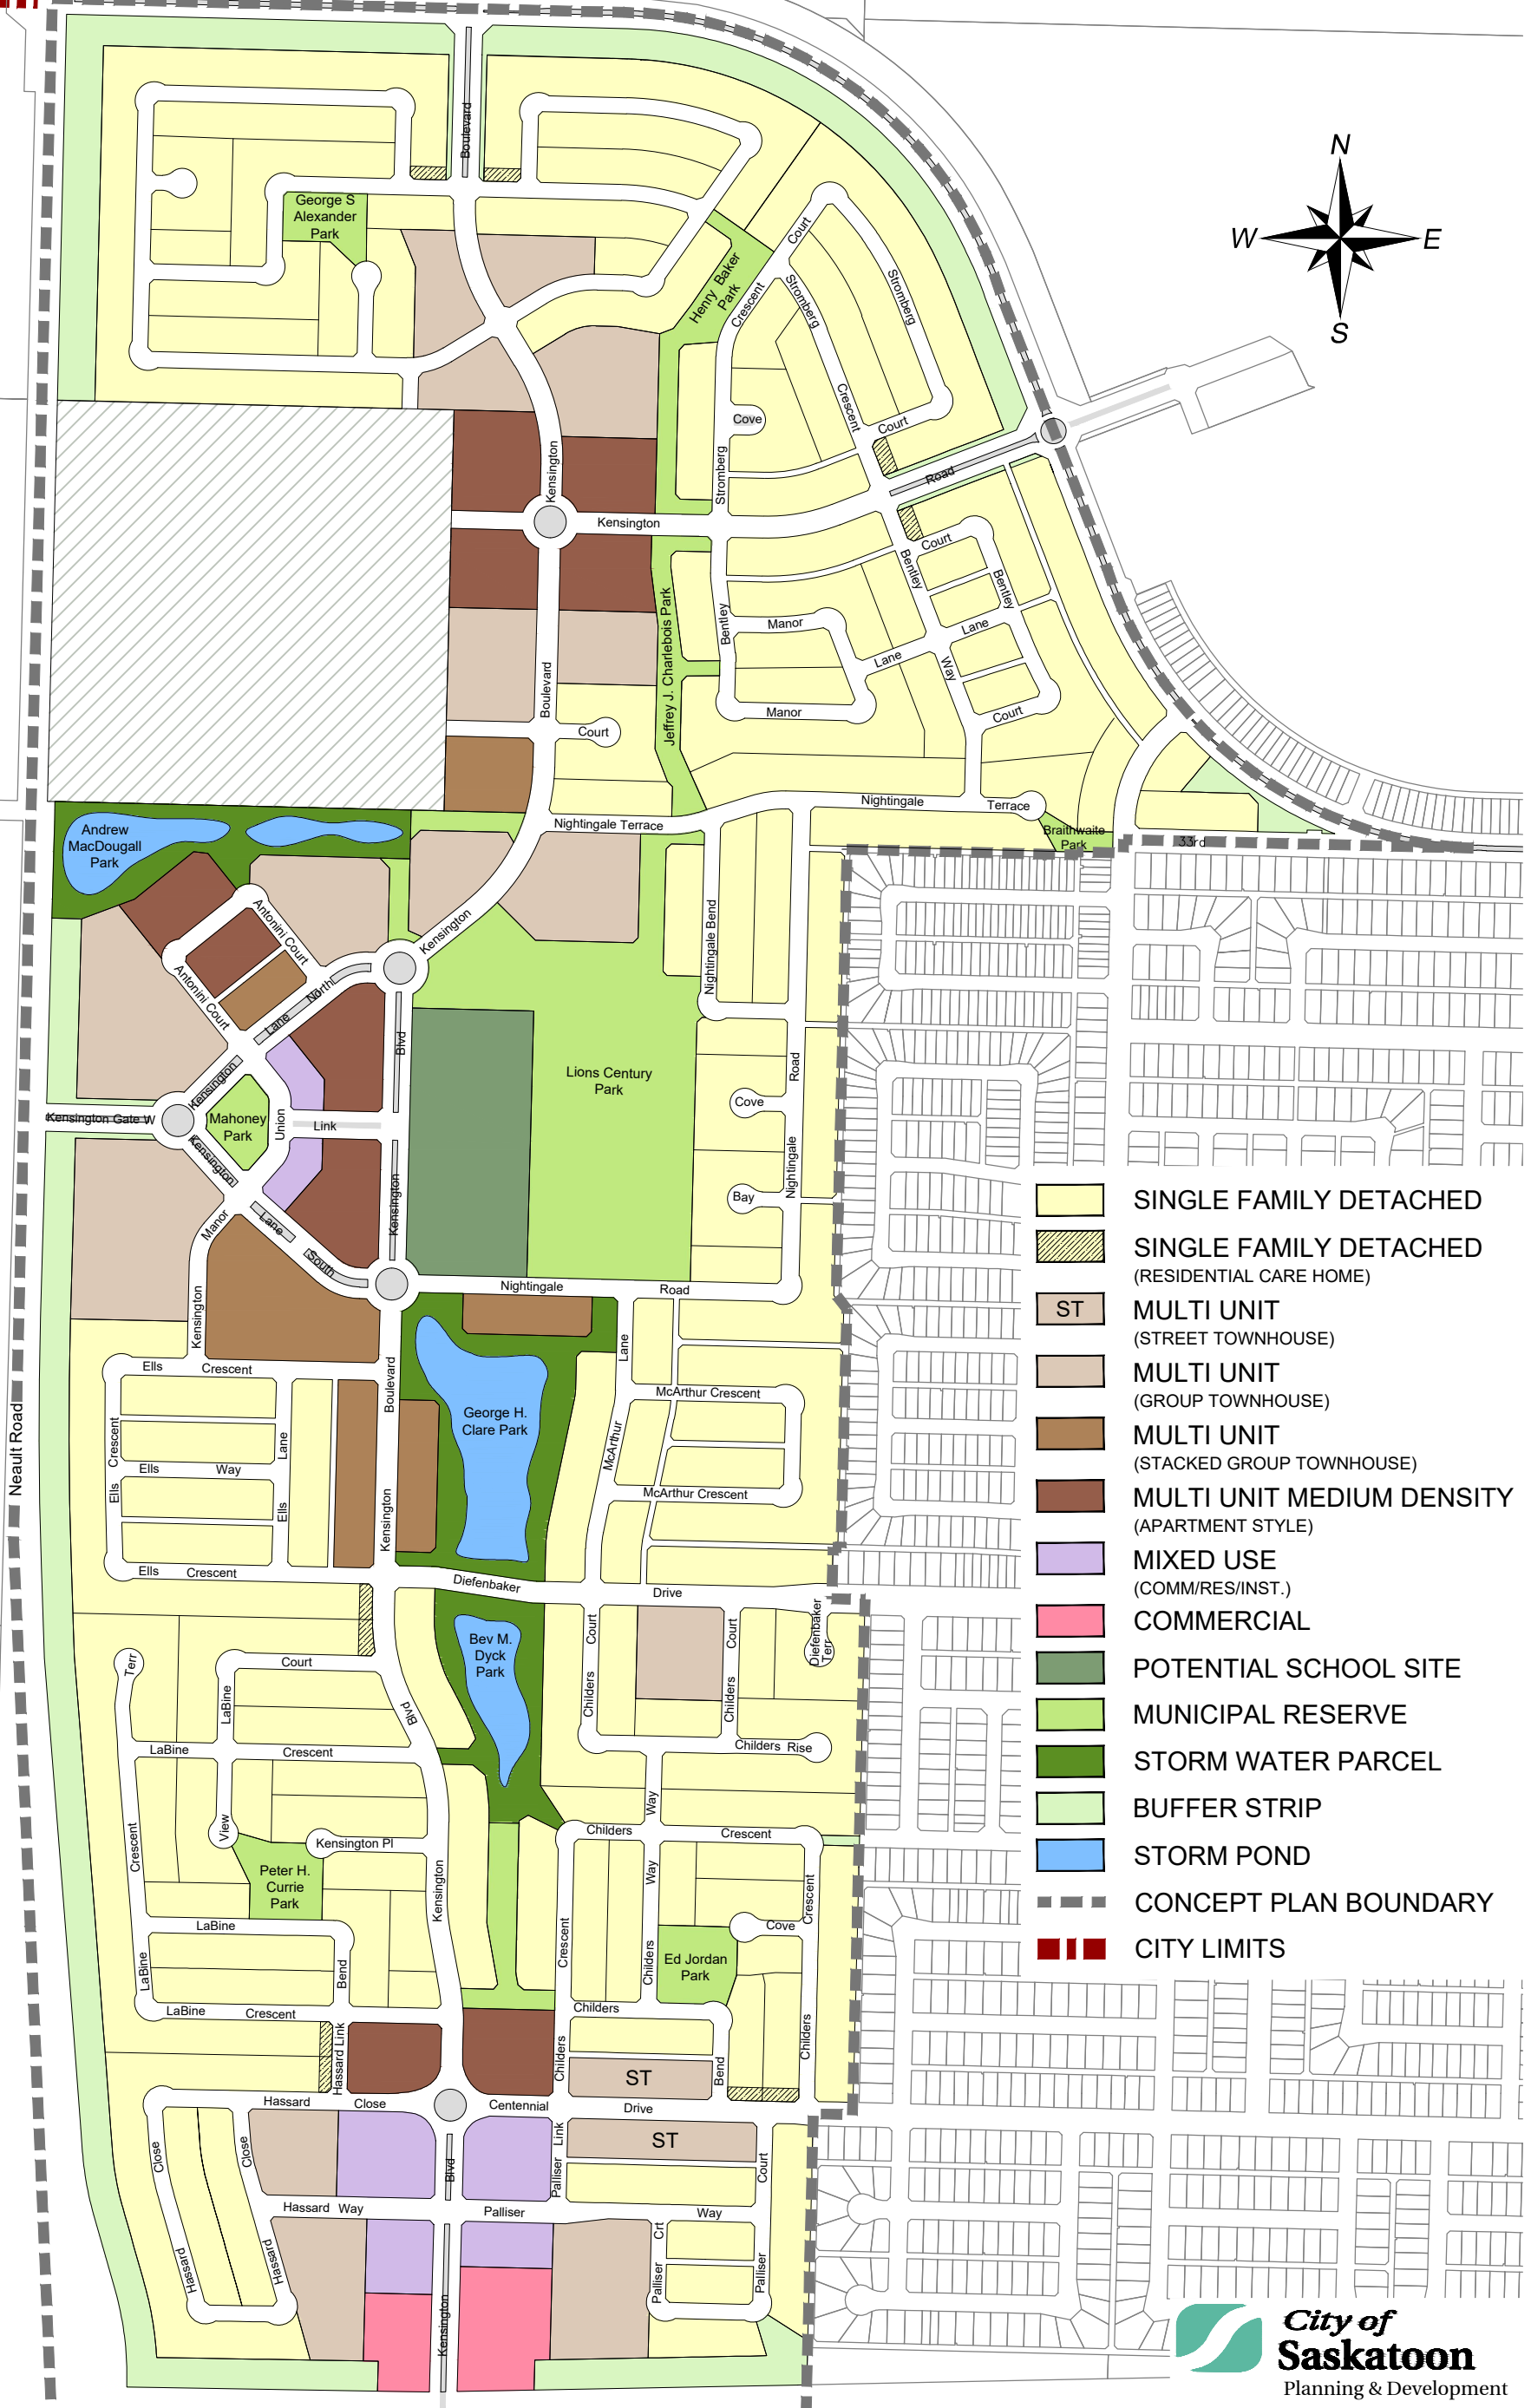 Boulevard
N
W
E
S
George S
Alexander
Park
Henry Baker
Park
Court
Crescent
Stromberg
Stromberg
Crescent
Court
Cove
Stromberg
Road
Kensington
Kensington
Court
Bentley
Bentley
Bentley
Manor
Lane
Lane
Way
Manor
Court
Jeffrey J. Charlebois Park
Boulevard
Court
Nightingale
Terrace
Nightingale Terrace
Braithwaite
Park
33rd
Andrew
MacDougall
Park
Antonini Court
Antonini Court
Kensington
Nightingale Bend
North
Lane
Blvd
Kensington
Lions Century
Park
Road
Cove
Kensington Gate W
Mahoney
Park
Union
Link
Kensington
Nightingale
Bay
Kensington
Manor
Lane
South
Nightingale
Road
Kensington
Lane
Ells
Crescent
Boulevard
McArthur Crescent
George H.
Clare Park
Crescent
Lane
McArthur
Ells
Way
Ells
Ells
McArthur Crescent
Kensington
Ells
Crescent
Diefenbaker
Drive
Neault Road
Bev M.
Dyck
Park
Court
Childers
Court
Childers
Diefenbaker
Terr
Terr
Court
LaBine
Blvd
LaBine
Crescent
Childers Rise
Way
View
Kensington Pl
Childers
Crescent
Crescent
Peter H.
Currie
Park
Kensington
Way
Crescent
LaBine
Cove
Crescent
Childers
Ed Jordan
Park
LaBine
Bend
LaBine
Crescent
Childers
Hassard Link
Childers
Bend
Childers
ST
Hassard
Close
Centennial
Drive
Close
Close
Blvd
Link
Palliser
ST
Court
Hassard Way
Palliser
Way
Crt
Palliser
Palliser
Hassard
Hassard
Kensington
SINGLE FAMILY DETACHED
SINGLE FAMILY DETACHED
(RESIDENTIAL CARE HOME)
ST
MULTI UNIT
(STREET TOWNHOUSE)
MULTI UNIT
(GROUP TOWNHOUSE)
MULTI UNIT
(STACKED GROUP TOWNHOUSE)
MULTI UNIT MEDIUM DENSITY
(APARTMENT STYLE)
MIXED USE
(COMM/RES/INST.)
COMMERCIAL
POTENTIAL SCHOOL SITE
MUNICIPAL RESERVE
STORM WATER PARCEL
BUFFER STRIP
STORM POND
CONCEPT PLAN BOUNDARY
CITY LIMITS
City of
Saskatoon
Planning & Development